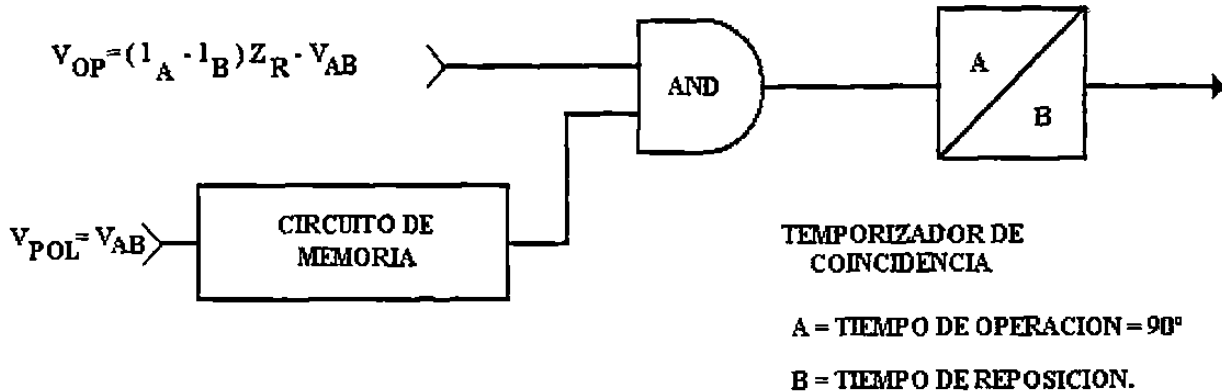 V_OP = (I_A - I_B) Z_R - V_AB
AND
A
B
V_POL = V_AB
CIRCUITO DE
MEMORIA
TEMPORIZADOR DE
COINCIDENCIA
A = TIEMPO DE OPERACION = 90°
B = TIEMPO DE REPOSICION.